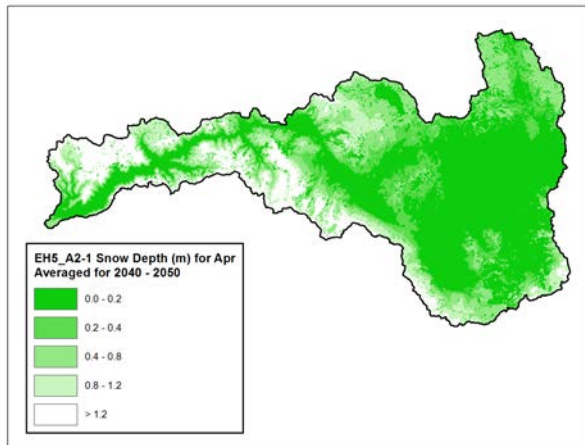 EH5_A2-1 Snow Depth (m) for Apr
Averaged for 2040 - 2050
0.0 - 0.2
0.2 - 0.4
0.4 - 0.8
0.8 - 1.2
> 1.2